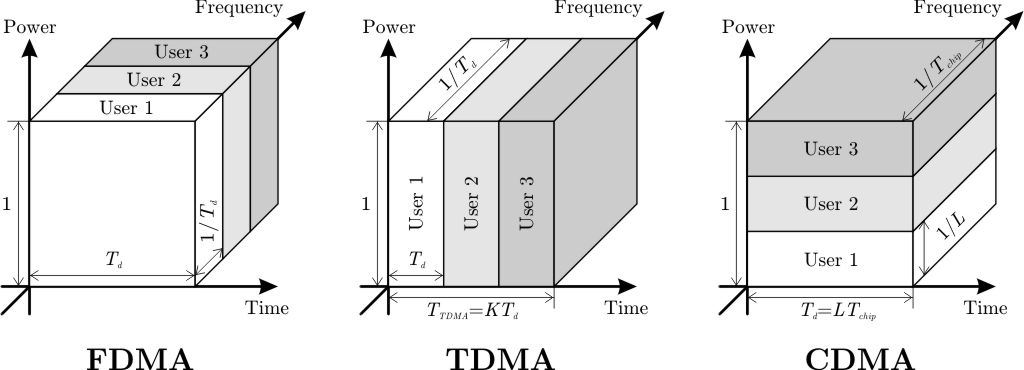 Frequency
Power
User 3
User 2
User 1
1
1/T_d
T_d
Time
FDMA
Frequency
Power
1/T_d
User 1
User 2
User 3
1
T_d
Time
T_TDMA=KT_d
TDMA
Frequency
Power
1/T_chip
User 3
User 2
User 1
1
1/L
Time
T_d=LT_chip
CDMA